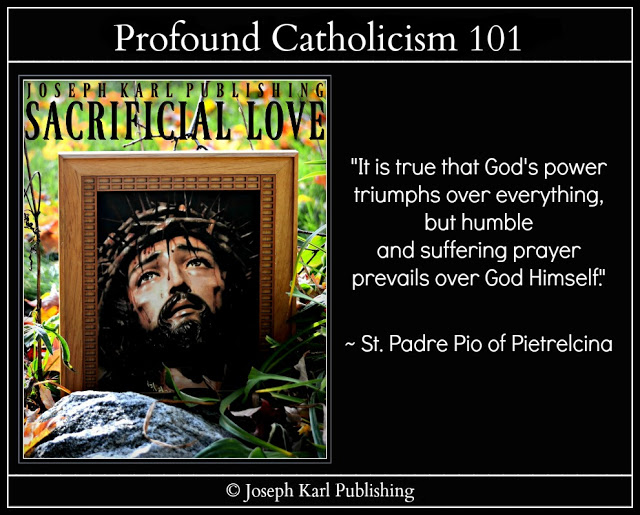 Profound Catholicism 101
JOSEPH KARL PUBLISHING
SACRIFICIAL LOVE
"It is true that God's power
triumphs over everything,
but humble
and suffering prayer
prevails over God Himself."
~ St. Padre Pio of Pietrelcina
© Joseph Karl Publishing